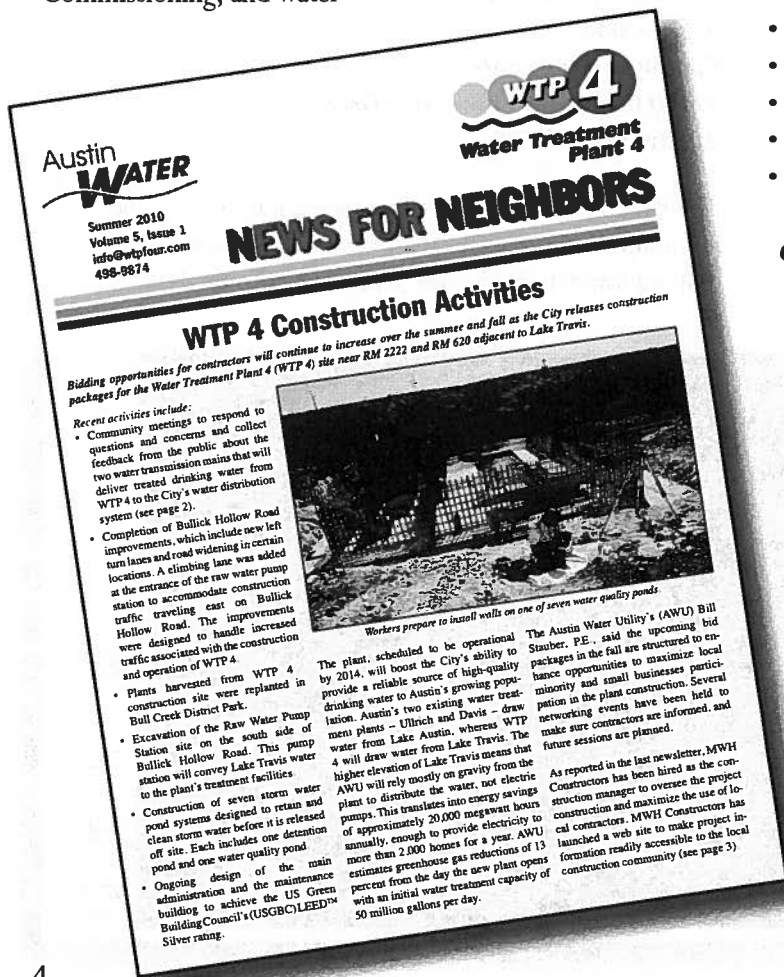 Commissioning, and water
Austin
WATER
Summer 2010
Volume 5, Issue 1
info@wtpfour.com
498-9874
WTP 4
Water Treatment
Plant 4
NEWS FOR NEIGHBORS
WTP 4 Construction Activities
Bidding opportunities for contractors will continue to increase over the summer and fall as the City releases construction
packages for the Water Treatment Plant 4 (WTP 4) site near RM 2222 and RM 620 adjacent to Lake Travis.
Recent activities include:
• Community meetings to respond to
questions and concerns and collect
feedback from the public about the
two water transmission mains that will
deliver treated drinking water from
WTP 4 to the City's water distribution
system (see page 2).
• Completion of Bullick Hollow Road
improvements, which include new left
turn lanes and road widening in certain
locations. A climbing lane was added
at the entrance of the raw water pump
station to accommodate construction
traffic traveling east on Bullick
Hollow Road. The improvements
were designed to handle increased
traffic associated with the construction
and operation of WTP 4.
• Plants harvested from WTP 4
construction site were replanted in
Bull Creek District Park.
• Excavation of the Raw Water Pump
Station site on the south side of
Bullick Hollow Road. This pump
station will convey Lake Travis water
to the plant's treatment facilities.
• Construction of seven storm water
pond systems designed to retain and
clean storm water before it is released
off site. Each includes one detention
pond and one water quality pond.
• Ongoing design of the main
administration and the maintenance
building to achieve the US Green
Building Council's (USGBC) LEED™
Silver rating.
Workers prepare to install walls on one of seven water quality ponds.
The plant, scheduled to be operational
by 2014, will boost the City's ability to
provide a reliable source of high-quality
drinking water to Austin's growing popu-
lation. Austin's two existing water treat-
ment plants – Ullrich and Davis – draw
water from Lake Austin, whereas WTP
4 will draw water from Lake Travis. The
higher elevation of Lake Travis means that
AWU will rely mostly on gravity from the
plant to distribute the water, not electric
pumps. This translates into energy savings
of approximately 20,000 megawatt hours
annually, enough to provide electricity to
more than 2,000 homes for a year. AWU
estimates greenhouse gas reductions of 13
percent from the day the new plant opens
with an initial water treatment capacity of
50 million gallons per day.
The Austin Water Utility's (AWU) Bill
Stauber, P.E., said the upcoming bid
packages in the fall are structured to en-
hance opportunities to maximize local
minority and small businesses partici-
pation in the plant construction. Several
networking events have been held to
make sure contractors are informed, and
future sessions are planned.
As reported in the last newsletter, MWH
Constructors has been hired as the con-
struction manager to oversee the project
construction and maximize the use of lo-
cal contractors. MWH Constructors has
launched a web site to make project in-
formation readily accessible to the local
construction community (see page 3).
4